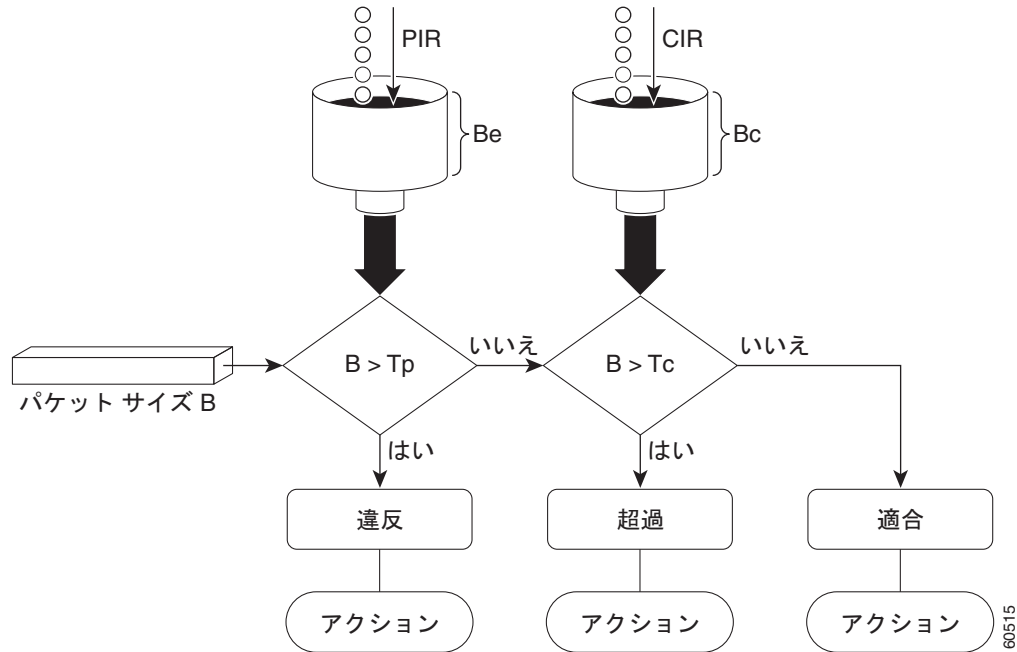 PIR
CIR
Be
Bc
パケット サイズ B
B > Tp
いいえ
B > Tc
いいえ
はい
はい
違反
超過
適合
アクション
アクション
アクション
60515